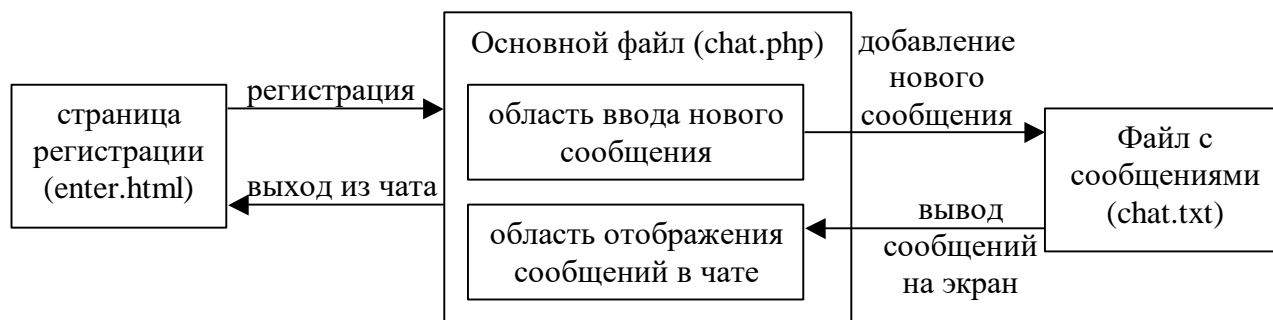 страница
регистрации
(enter.html)
регистрация
выход из чата
Основной файл (chat.php)
область ввода нового
сообщения
область отображения
сообщений в чате
добавление
нового
сообщения
вывод
сообщений
на экран
Файл с
сообщениями
(chat.txt)